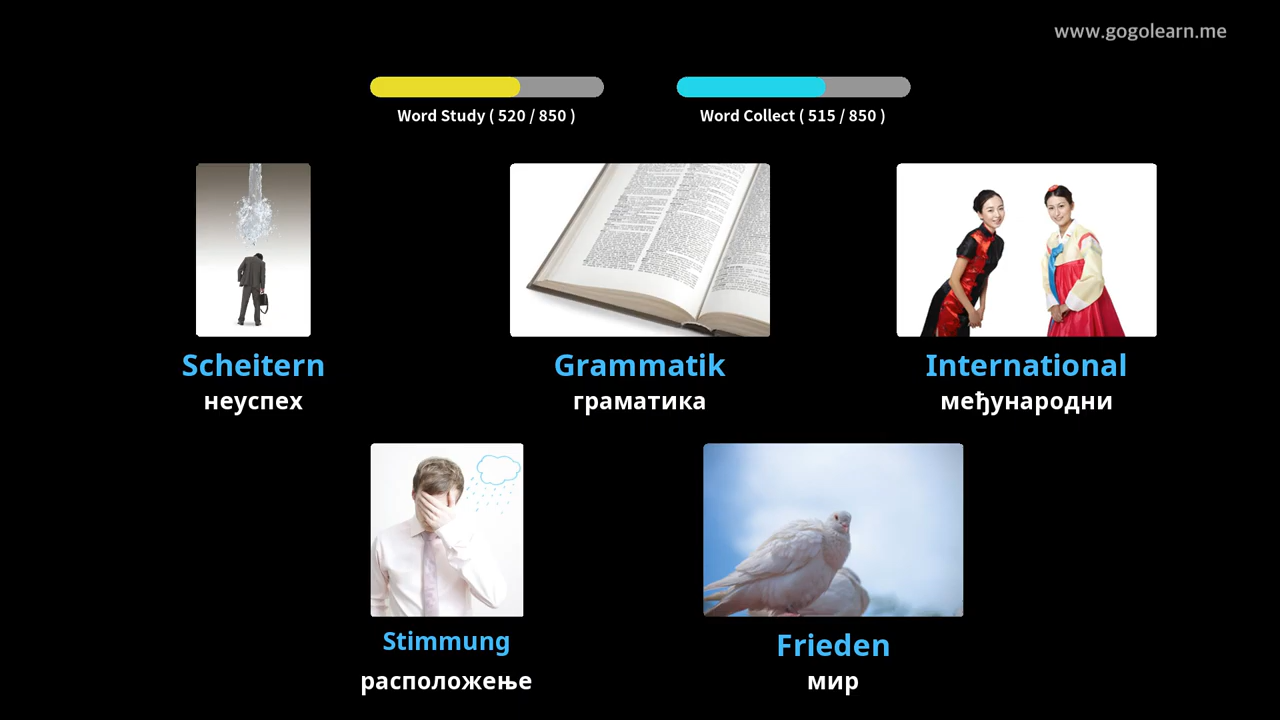 www.gogolearn.me
Word Study ( 520 / 850 )
Word Collect ( 515 / 850 )
Scheitern
неуспех
Grammatik
граматика
International
међународни
Stimmung
расположење
Frieden
мир